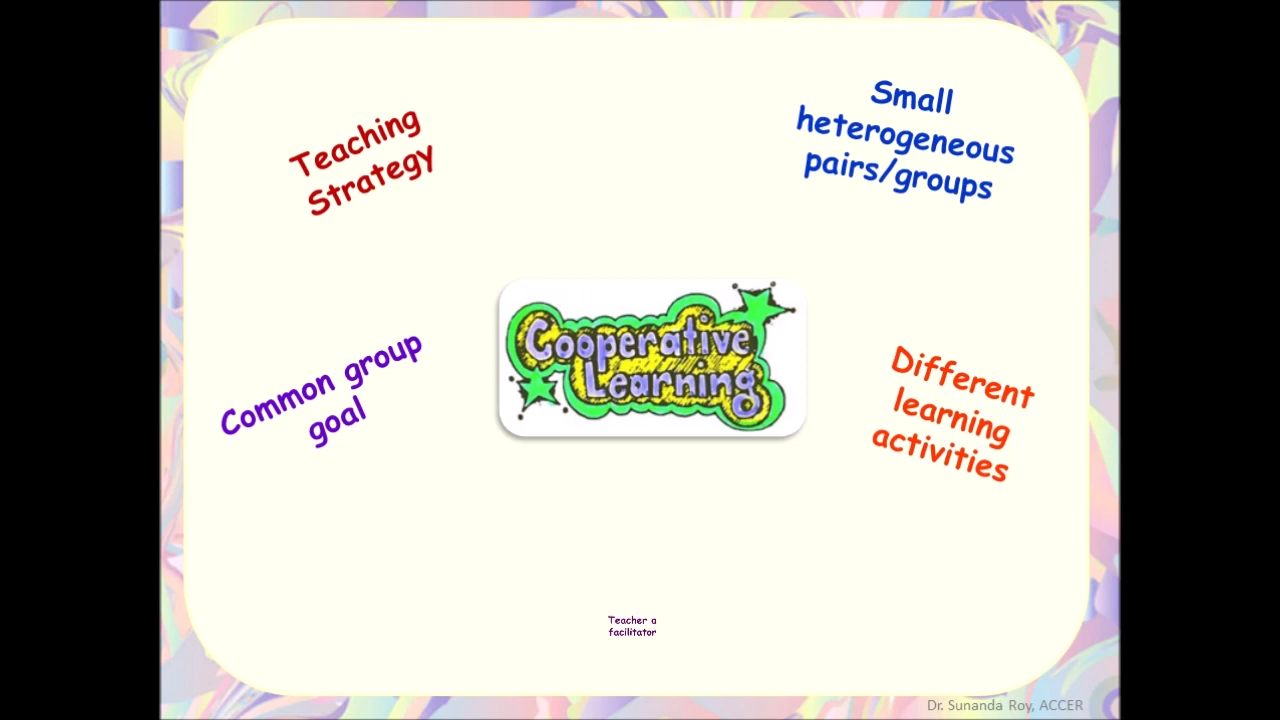 Teaching
Strategy
Small
heterogeneous
pairs/groups
Cooperative
Learning
Common group
goal
Different
learning
activities
Teacher a
facilitator
Dr. Sunanda Roy, ACCER